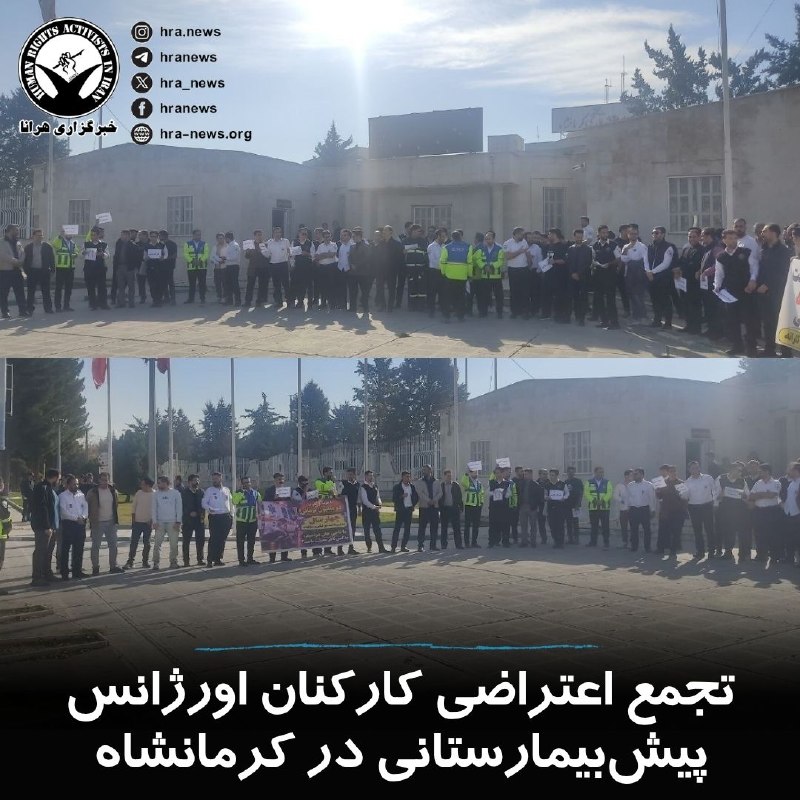 HUMAN RIGHTS ACTIVISTS IN IRAN
خبرگزاری هرانا
hra.news
hranews
hra_news
hranews
hra-news.org
تجمع اعتراضی کارکنان اورژانس
پیش‌بیمارستانی در کرمانشاه